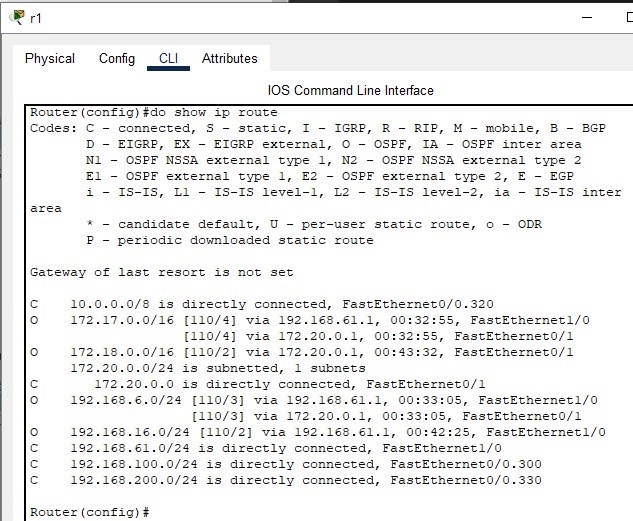 r1
Physical Config CLI Attributes
IOS Command Line Interface
Router(config)#do show ip route
Codes: C - connected, S - static, I - IGRP, R - RIP, M - mobile, B - BGP
D - EIGRP, EX - EIGRP external, O - OSPF, IA - OSPF inter area
N1 - OSPF NSSA external type 1, N2 - OSPF NSSA external type 2
E1 - OSPF external type 1, E2 - OSPF external type 2, E - EGP
i - IS-IS, L1 - IS-IS level-1, L2 - IS-IS level-2, ia - IS-IS inter
area
* - candidate default, U - per-user static route, o - ODR
P - periodic downloaded static route
Gateway of last resort is not set
C 10.0.0.0/8 is directly connected, FastEthernet0/0.320
O 172.17.0.0/16 [110/4] via 192.168.61.1, 00:32:55, FastEthernet1/0
[110/4] via 172.20.0.1, 00:32:55, FastEthernet0/1
O 172.18.0.0/16 [110/2] via 172.20.0.1, 00:43:32, FastEthernet0/1
172.20.0.0/24 is subnetted, 1 subnets
C 172.20.0.0 is directly connected, FastEthernet0/1
O 192.168.6.0/24 [110/3] via 192.168.61.1, 00:33:05, FastEthernet1/0
[110/3] via 172.20.0.1, 00:33:05, FastEthernet0/1
O 192.168.16.0/24 [110/2] via 192.168.61.1, 00:42:25, FastEthernet1/0
C 192.168.61.0/24 is directly connected, FastEthernet1/0
C 192.168.100.0/24 is directly connected, FastEthernet0/0.300
C 192.168.200.0/24 is directly connected, FastEthernet0/0.330
Router(config)#